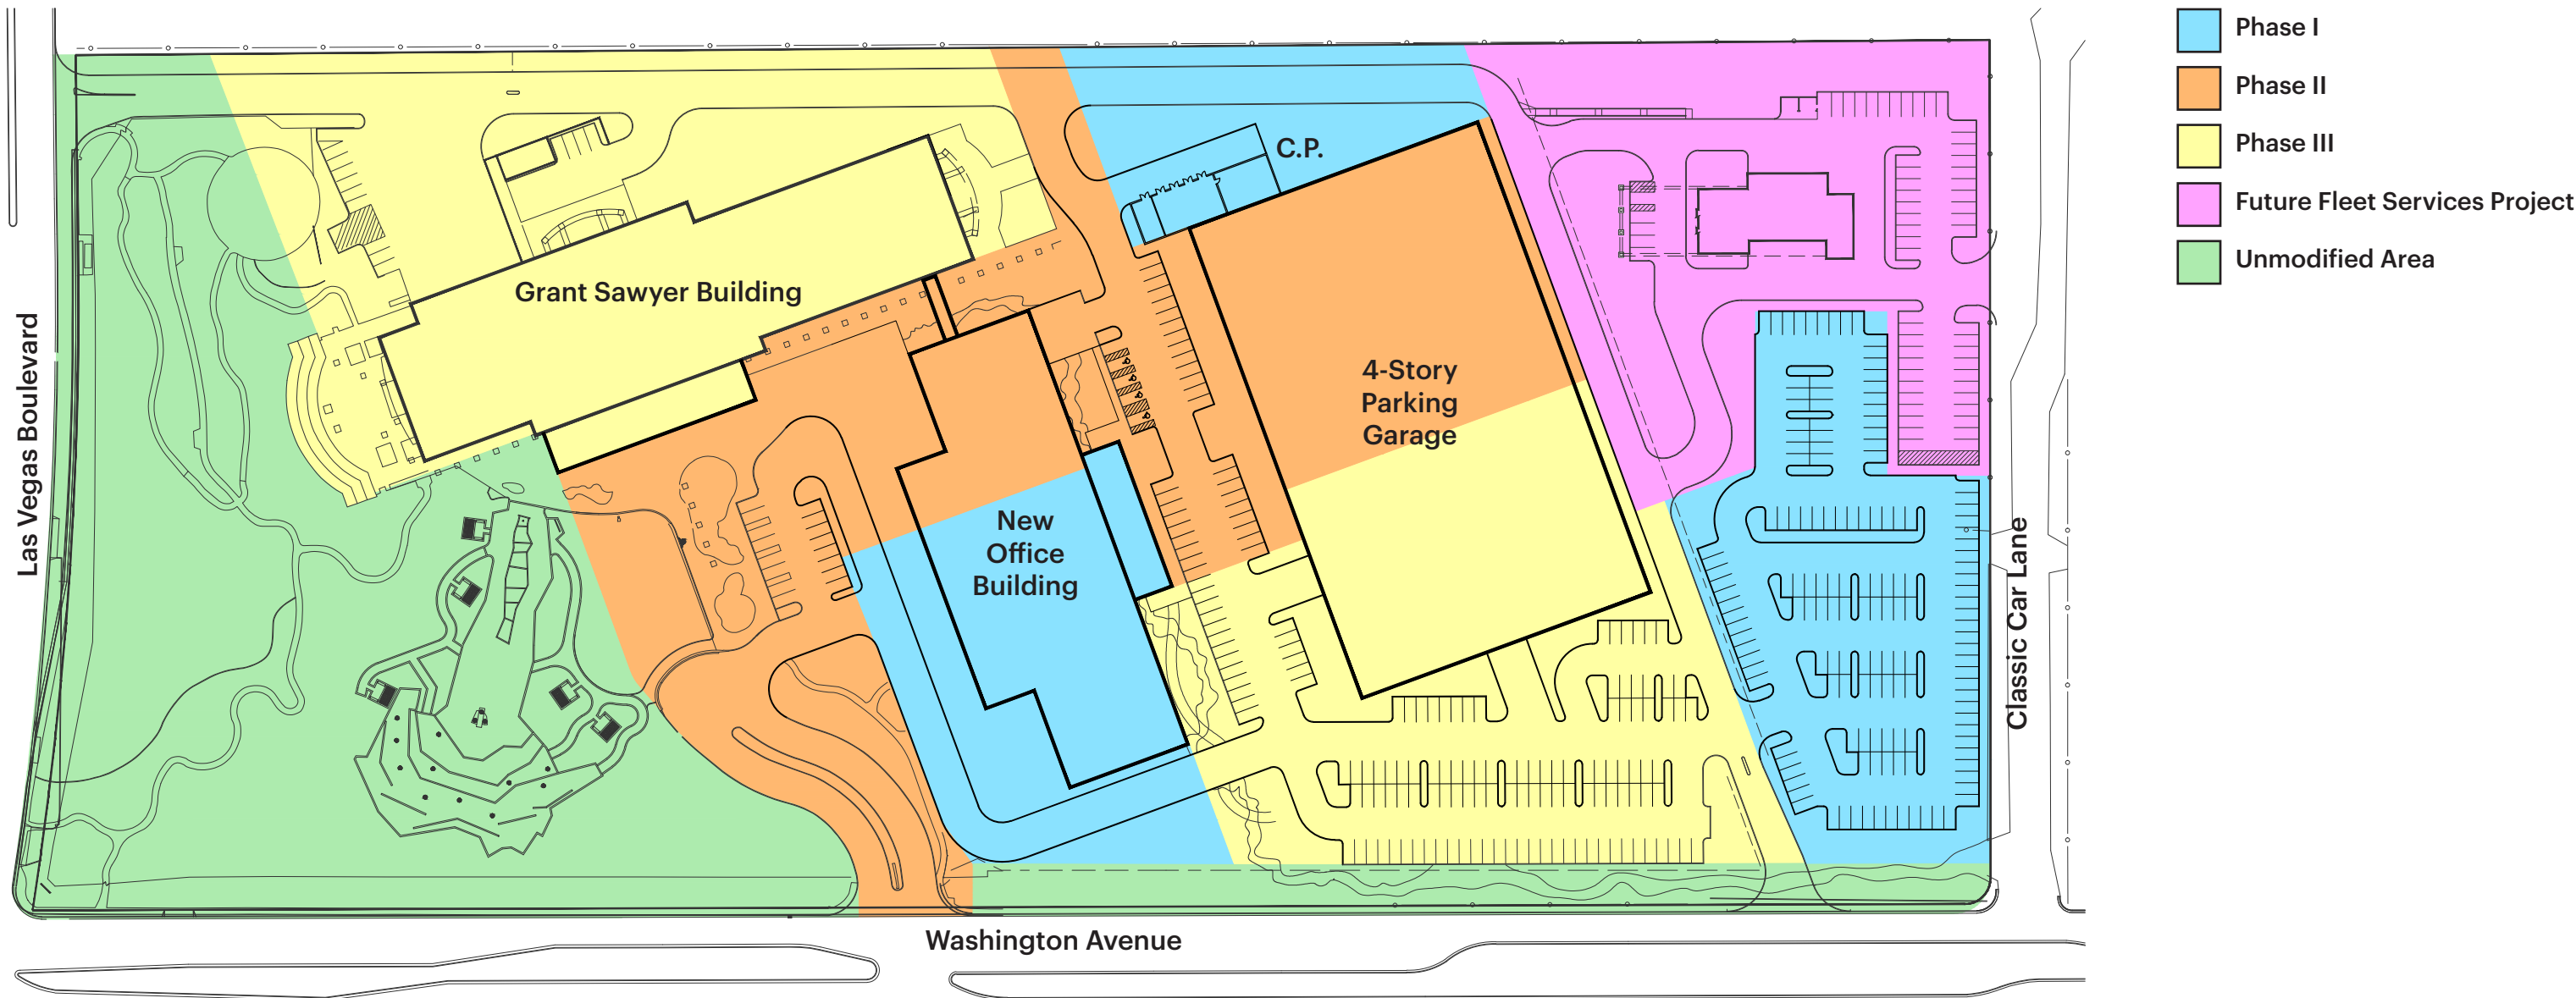 Phase I
Phase II
Phase III
Future Fleet Services Project
Unmodified Area
C.P.
Grant Sawyer Building
4-Story
Parking
Garage
New
Office
Building
Las Vegas Boulevard
Classic Car Lane
Washington Avenue